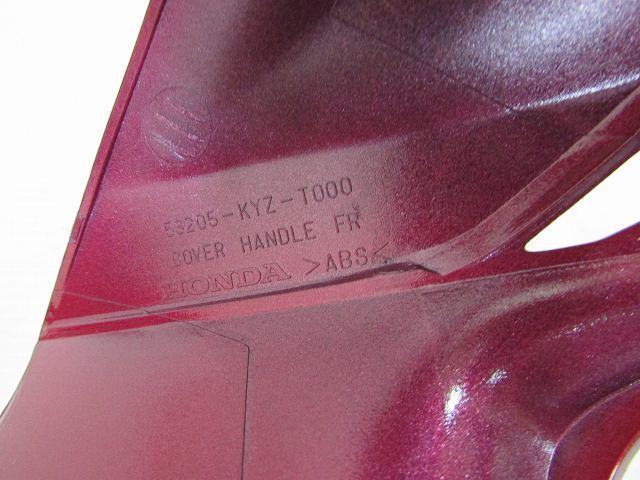 53205-KYZ-T000
COVER HANDLE FR
HONDA >ABS<